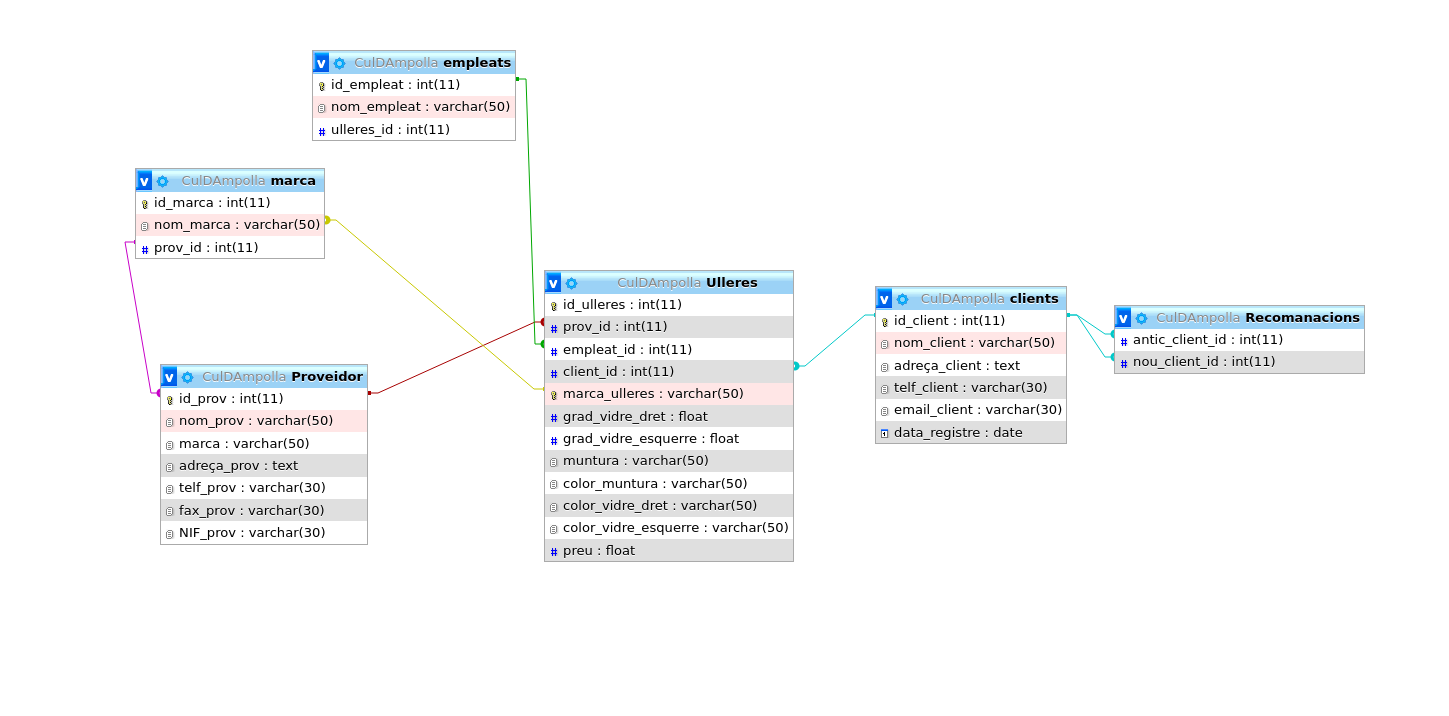 v CulDAmpolla empleats
id_empleat : int(11)
nom_empleat : varchar(50)
# ulleres_id : int(11)
v CulDAmpolla marca
id_marca : int(11)
nom_marca : varchar(50)
# prov_id : int(11)
v CulDAmpolla Proveidor
id_prov : int(11)
nom_prov : varchar(50)
marca : varchar(50)
adreça_prov : text
telf_prov : varchar(30)
fax_prov : varchar(30)
NIF_prov : varchar(30)
v CulDAmpolla Ulleres
id_ulleres : int(11)
# prov_id : int(11)
# empleat_id : int(11)
# client_id : int(11)
marca_ulleres : varchar(50)
# grad_vidre_dret : float
# grad_vidre_esquerre : float
muntura : varchar(50)
color_muntura : varchar(50)
color_vidre_dret : varchar(50)
color_vidre_esquerre : varchar(50)
# preu : float
v CulDAmpolla clients
id_client : int(11)
nom_client : varchar(50)
adreça_client : text
telf_client : varchar(30)
email_client : varchar(30)
data_registre : date
v CulDAmpolla Recomanacions
# antic_client_id : int(11)
# nou_client_id : int(11)